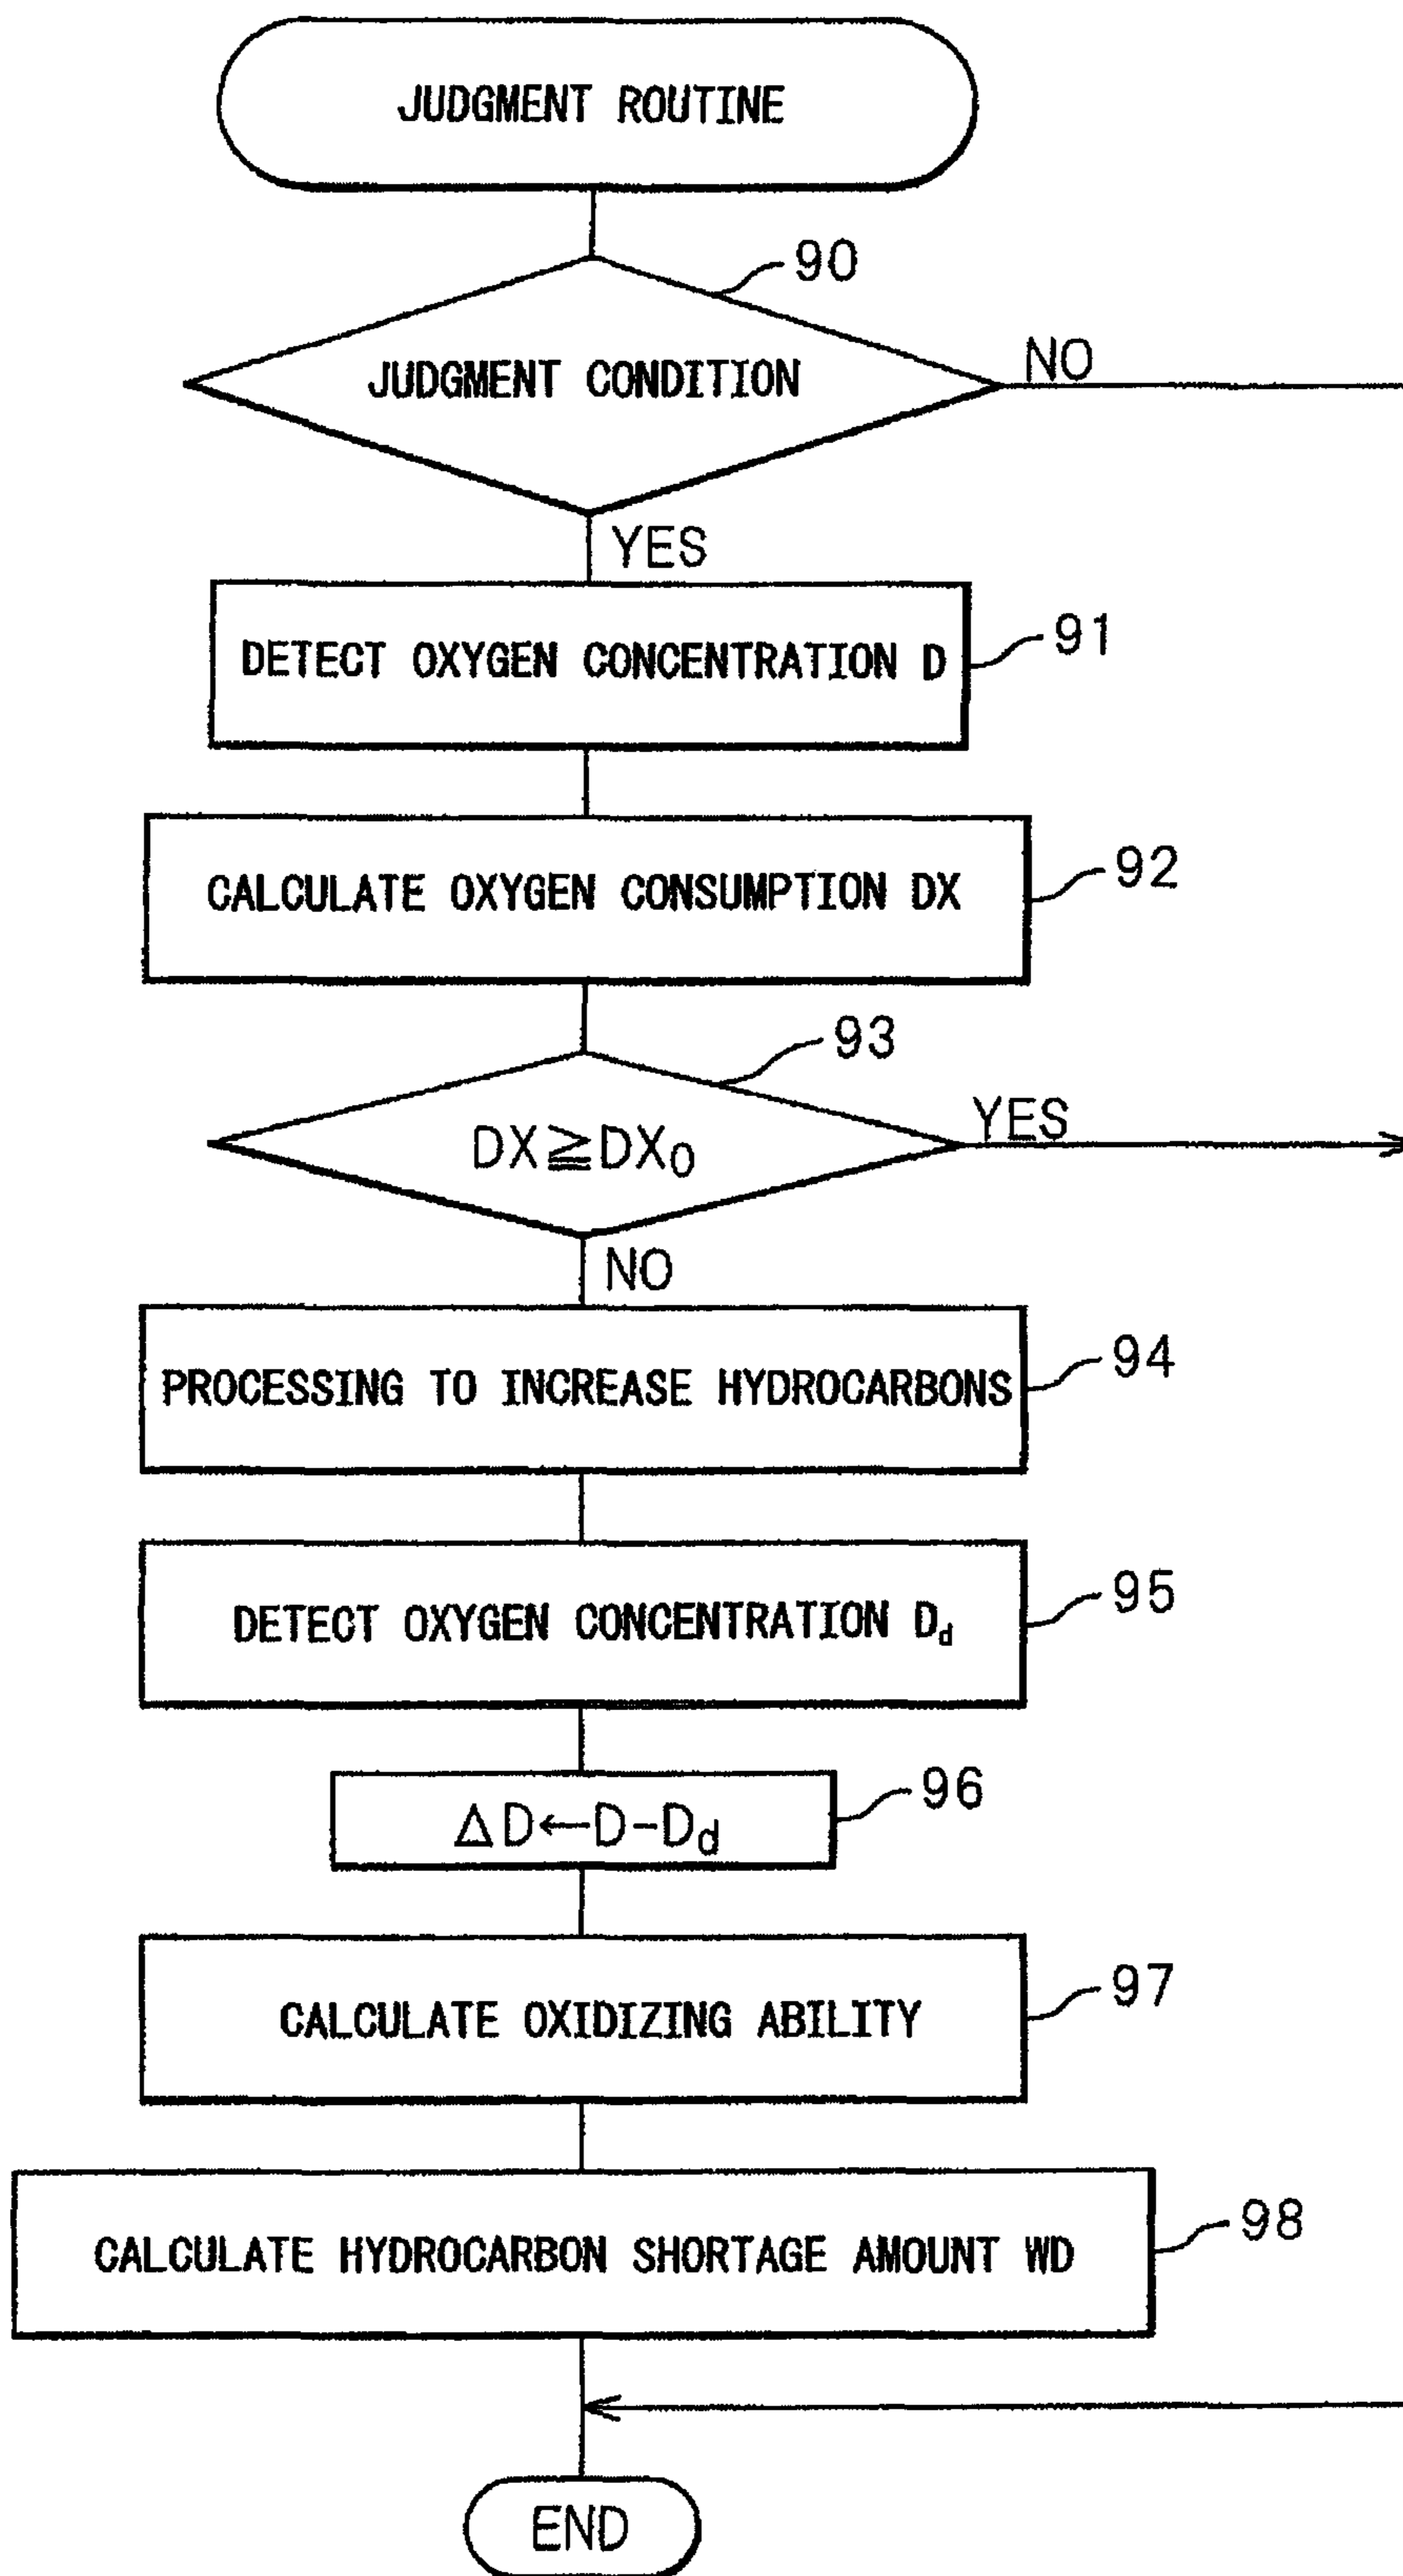 JUDGMENT ROUTINE
90
JUDGMENT CONDITION
NO
YES
DETECT OXYGEN CONCENTRATION D
91
CALCULATE OXYGEN CONSUMPTION DX
92
93
DX≧DX₀
YES
NO
PROCESSING TO INCREASE HYDROCARBONS
94
DETECT OXYGEN CONCENTRATION D_d
95
ΔD←D-D_d
96
CALCULATE OXIDIZING ABILITY
97
CALCULATE HYDROCARBON SHORTAGE AMOUNT WD
98
END